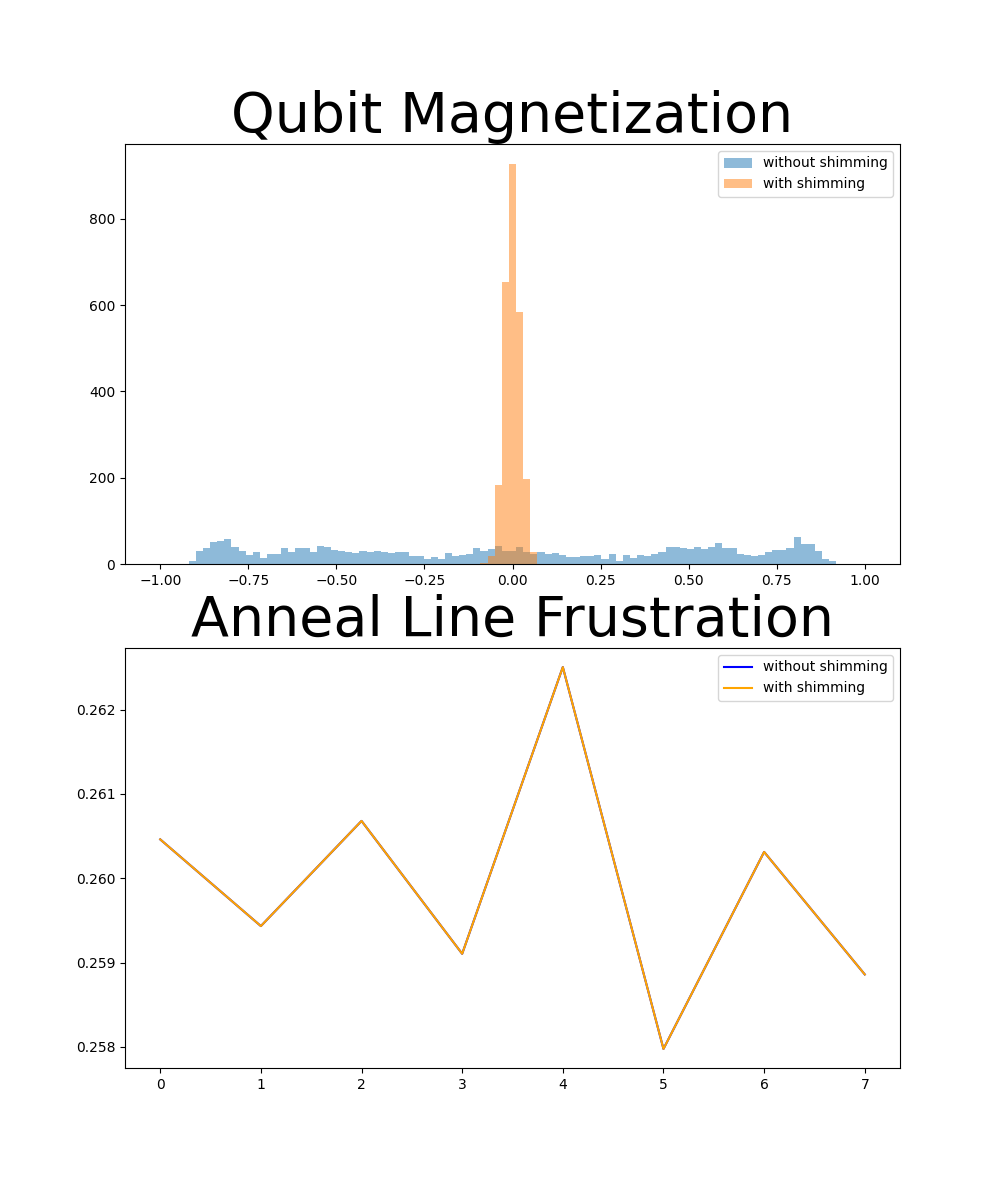 Qubit Magnetization
without shimming
with shimming
800
600
400
200
0
−1.00 −0.75 −0.50 −0.25 0.00 0.25 0.50 0.75 1.00
Anneal Line Frustration
without shimming
with shimming
0.262
0.261
0.260
0.259
0.258
0 1 2 3 4 5 6 7